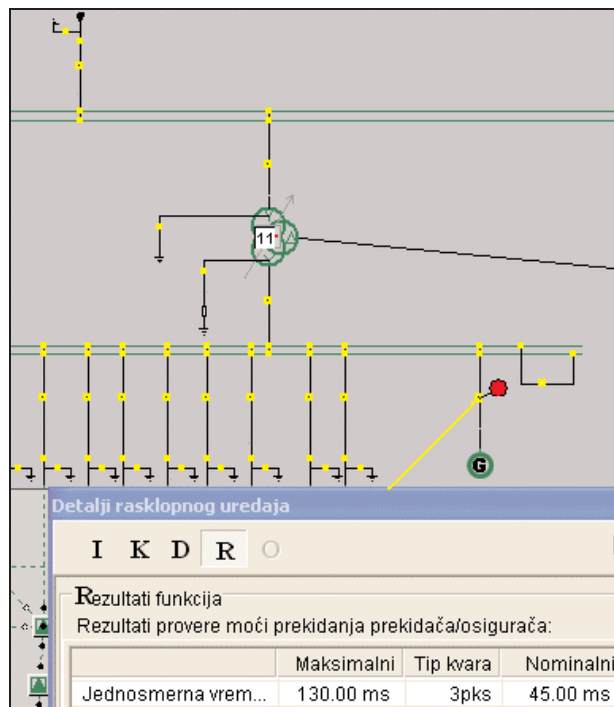 11
G
Detalji rasklopnog uredaja
I K D R O
Rezultati funkcija
Rezultati provere moći prekidanja prekidača/osigurača:
Maksimalni Tip kvara Nominalni
Jednosmerna vrem... 130.00 ms 3pks 45.00 ms